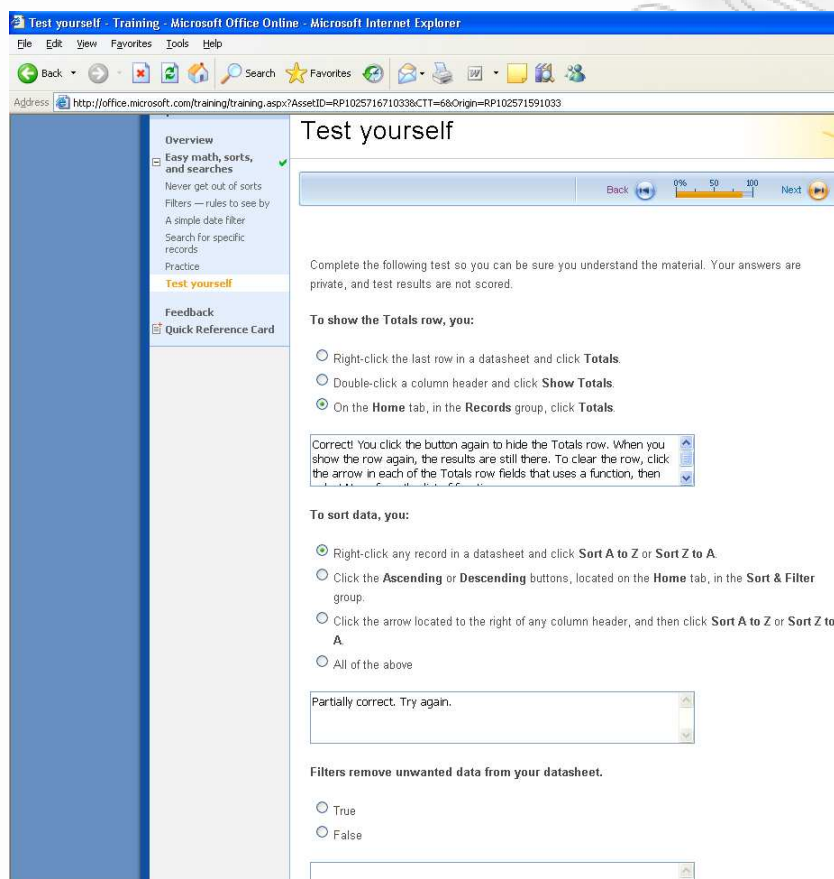 Test yourself - Training - Microsoft Office Online - Microsoft Internet Explorer
File Edit View Favorites Tools Help
Back Search Favorites
Address http://office.microsoft.com/training/training.aspx?AssetID=RP102571671033&CTT=6&Origin=RP102571591033
Overview
Easy math, sorts,
and searches
Never get out of sorts
Filters — rules to see by
A simple date filter
Search for specific
records
Practice
Test yourself
Feedback
Quick Reference Card
Test yourself
Back 0% 50 100 Next
Complete the following test so you can be sure you understand the material. Your answers are
private, and test results are not scored.
To show the Totals row, you:
Right-click the last row in a datasheet and click Totals.
Double-click a column header and click Show Totals.
On the Home tab, in the Records group, click Totals.
Correct! You click the button again to hide the Totals row. When you
show the row again, the results are still there. To clear the row, click
the arrow in each of the Totals row fields that uses a function, then
To sort data, you:
Right-click any record in a datasheet and click Sort A to Z or Sort Z to A.
Click the Ascending or Descending buttons, located on the Home tab, in the Sort & Filter
group.
Click the arrow located to the right of any column header, and then click Sort A to Z or Sort Z to
A.
All of the above
Partially correct. Try again.
Filters remove unwanted data from your datasheet.
True
False